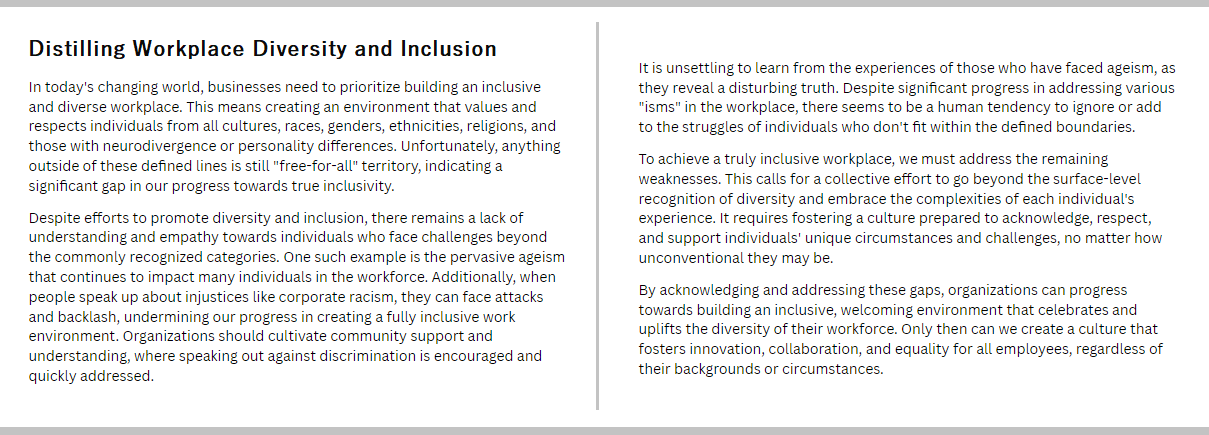 Distilling Workplace Diversity and Inclusion
In today's changing world, businesses need to prioritize building an inclusive
and diverse workplace. This means creating an environment that values and
respects individuals from all cultures, races, genders, ethnicities, religions, and
those with neurodivergence or personality differences. Unfortunately, anything
outside of these defined lines is still "free-for-all" territory, indicating a
significant gap in our progress towards true inclusivity.
Despite efforts to promote diversity and inclusion, there remains a lack of
understanding and empathy towards individuals who face challenges beyond
the commonly recognized categories. One such example is the pervasive ageism
that continues to impact many individuals in the workforce. Additionally, when
people speak up about injustices like corporate racism, they can face attacks
and backlash, undermining our progress in creating a fully inclusive work
environment. Organizations should cultivate community support and
understanding, where speaking out against discrimination is encouraged and
quickly addressed.
It is unsettling to learn from the experiences of those who have faced ageism, as
they reveal a disturbing truth. Despite significant progress in addressing various
"isms" in the workplace, there seems to be a human tendency to ignore or add
to the struggles of individuals who don't fit within the defined boundaries.
To achieve a truly inclusive workplace, we must address the remaining
weaknesses. This calls for a collective effort to go beyond the surface-level
recognition of diversity and embrace the complexities of each individual's
experience. It requires fostering a culture prepared to acknowledge, respect,
and support individuals' unique circumstances and challenges, no matter how
unconventional they may be.
By acknowledging and addressing these gaps, organizations can progress
towards building an inclusive, welcoming environment that celebrates and
uplifts the diversity of their workforce. Only then can we create a culture that
fosters innovation, collaboration, and equality for all employees, regardless of
their backgrounds or circumstances.